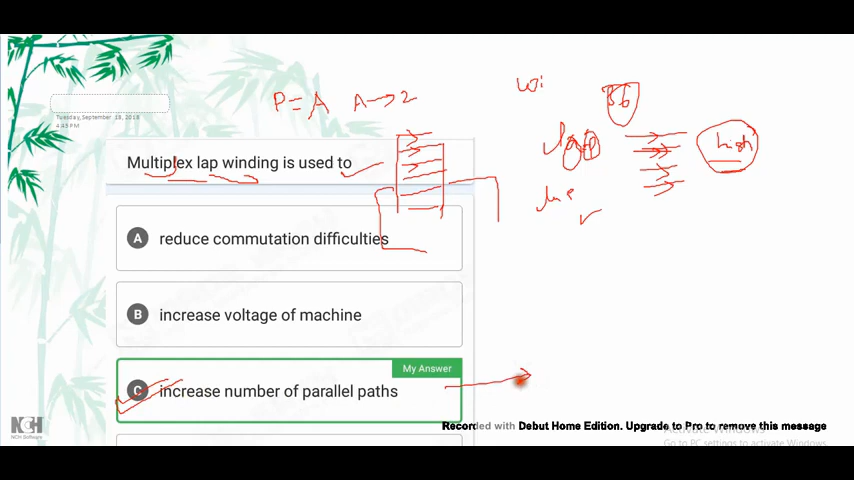 Tuesday, September 18, 2018
4:45 PM
P = A A → 2
Multiplex lap winding is used to
high
A reduce commutation difficulties
B increase voltage of machine
My Answer
C increase number of parallel paths
NCH
NCH Software
Recorded with Debut Home Edition. Upgrade to Pro to remove this message
Activate Windows
Go to PC settings to activate Windows.